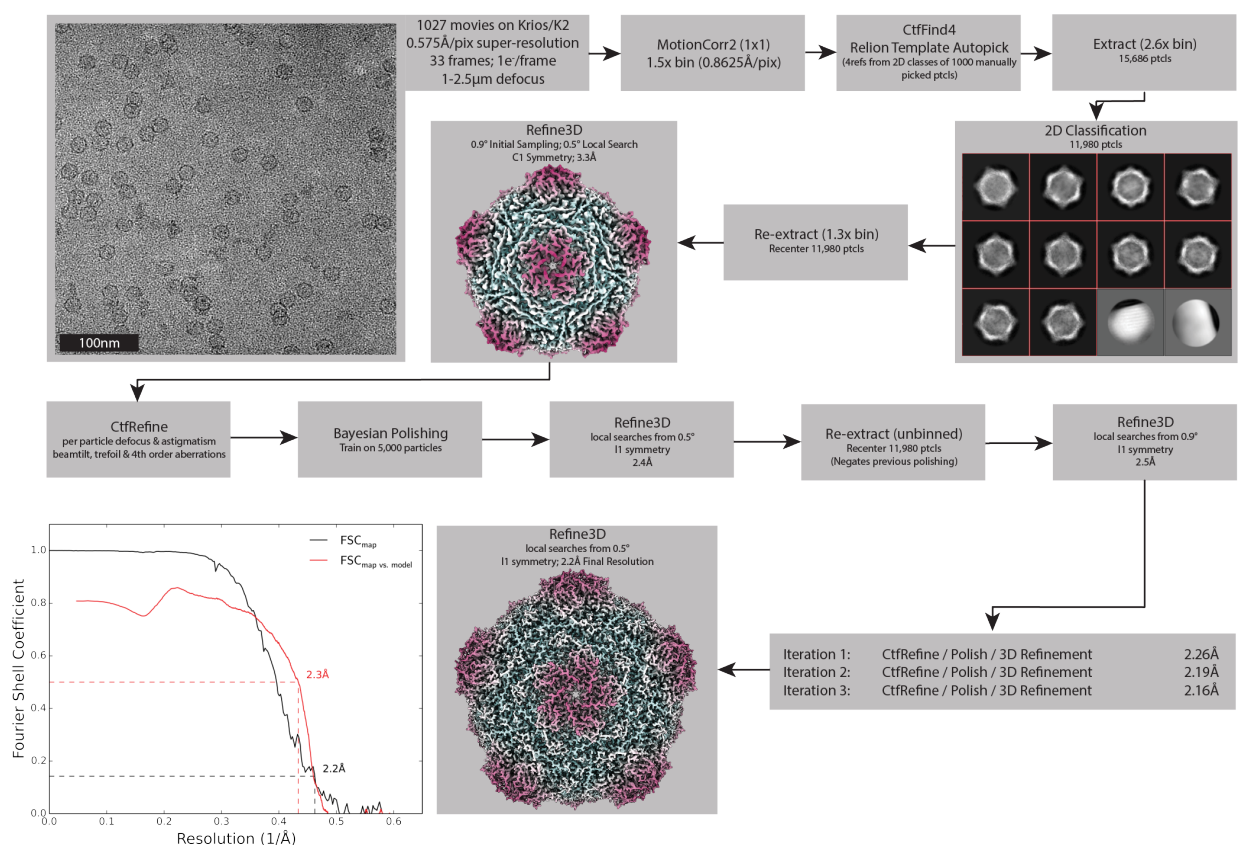 100nm
1027 movies on Krios/K2
0.575Å/pix super-resolution
33 frames; 1e⁻/frame
1-2.5μm defocus
MotionCorr2 (1x1)
1.5x bin (0.8625Å/pix)
CtfFind4
Relion Template Autopick
(4refs from 2D classes of 1000 manually
picked ptcls)
Extract (2.6x bin)
15,686 ptcls
2D Classification
11,980 ptcls
Re-extract (1.3x bin)
Recenter 11,980 ptcls
Refine3D
0.9° Initial Sampling; 0.5° Local Search
C1 Symmetry; 3.3Å
CtfRefine
per particle defocus & astigmatism
beamtilt, trefoil & 4th order aberrations
Bayesian Polishing
Train on 5,000 particles
Refine3D
local searches from 0.5°
I1 symmetry
2.4Å
Re-extract (unbinned)
Recenter 11,980 ptcls
(Negates previous polishing)
Refine3D
local searches from 0.9°
I1 symmetry
2.5Å
Iteration 1: CtfRefine / Polish / 3D Refinement 2.26Å
Iteration 2: CtfRefine / Polish / 3D Refinement 2.19Å
Iteration 3: CtfRefine / Polish / 3D Refinement 2.16Å
Refine3D
local searches from 0.5°
I1 symmetry; 2.2Å Final Resolution
Fourier Shell Coefficient
1.0
0.8
0.6
0.4
0.2
0.0
FSCmap
FSCmap vs. model
2.3Å
2.2Å
0.0 0.1 0.2 0.3 0.4 0.5 0.6
Resolution (1/Å)